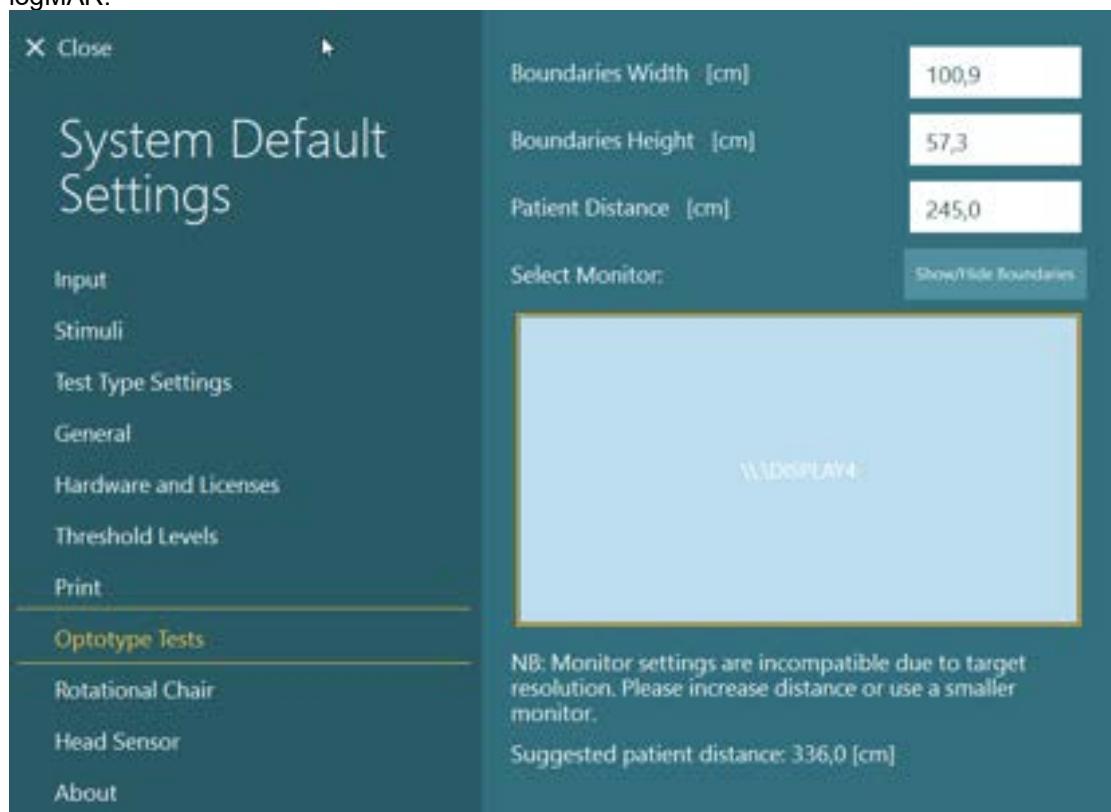 logMAR.
Close
System Default
Settings
Input
Stimuli
Test Type Settings
General
Hardware and Licenses
Threshold Levels
Print
Optotype Tests
Rotational Chair
Head Sensor
About
Boundaries Width [cm]
100,9
Boundaries Height [cm]
57,3
Patient Distance [cm]
245,0
Select Monitor:
Show/Hide Boundaries
\\.\DISPLAY4
NB: Monitor settings are incompatible due to target
resolution. Please increase distance or use a smaller
monitor.
Suggested patient distance: 336,0 [cm]